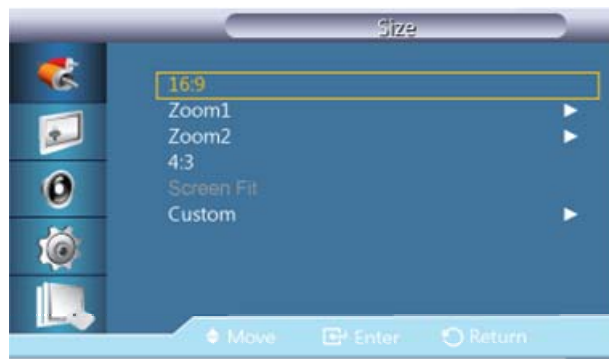 Size
16:9
Zoom1
Zoom2
4:3
Screen Fit
Custom
Move Enter Return